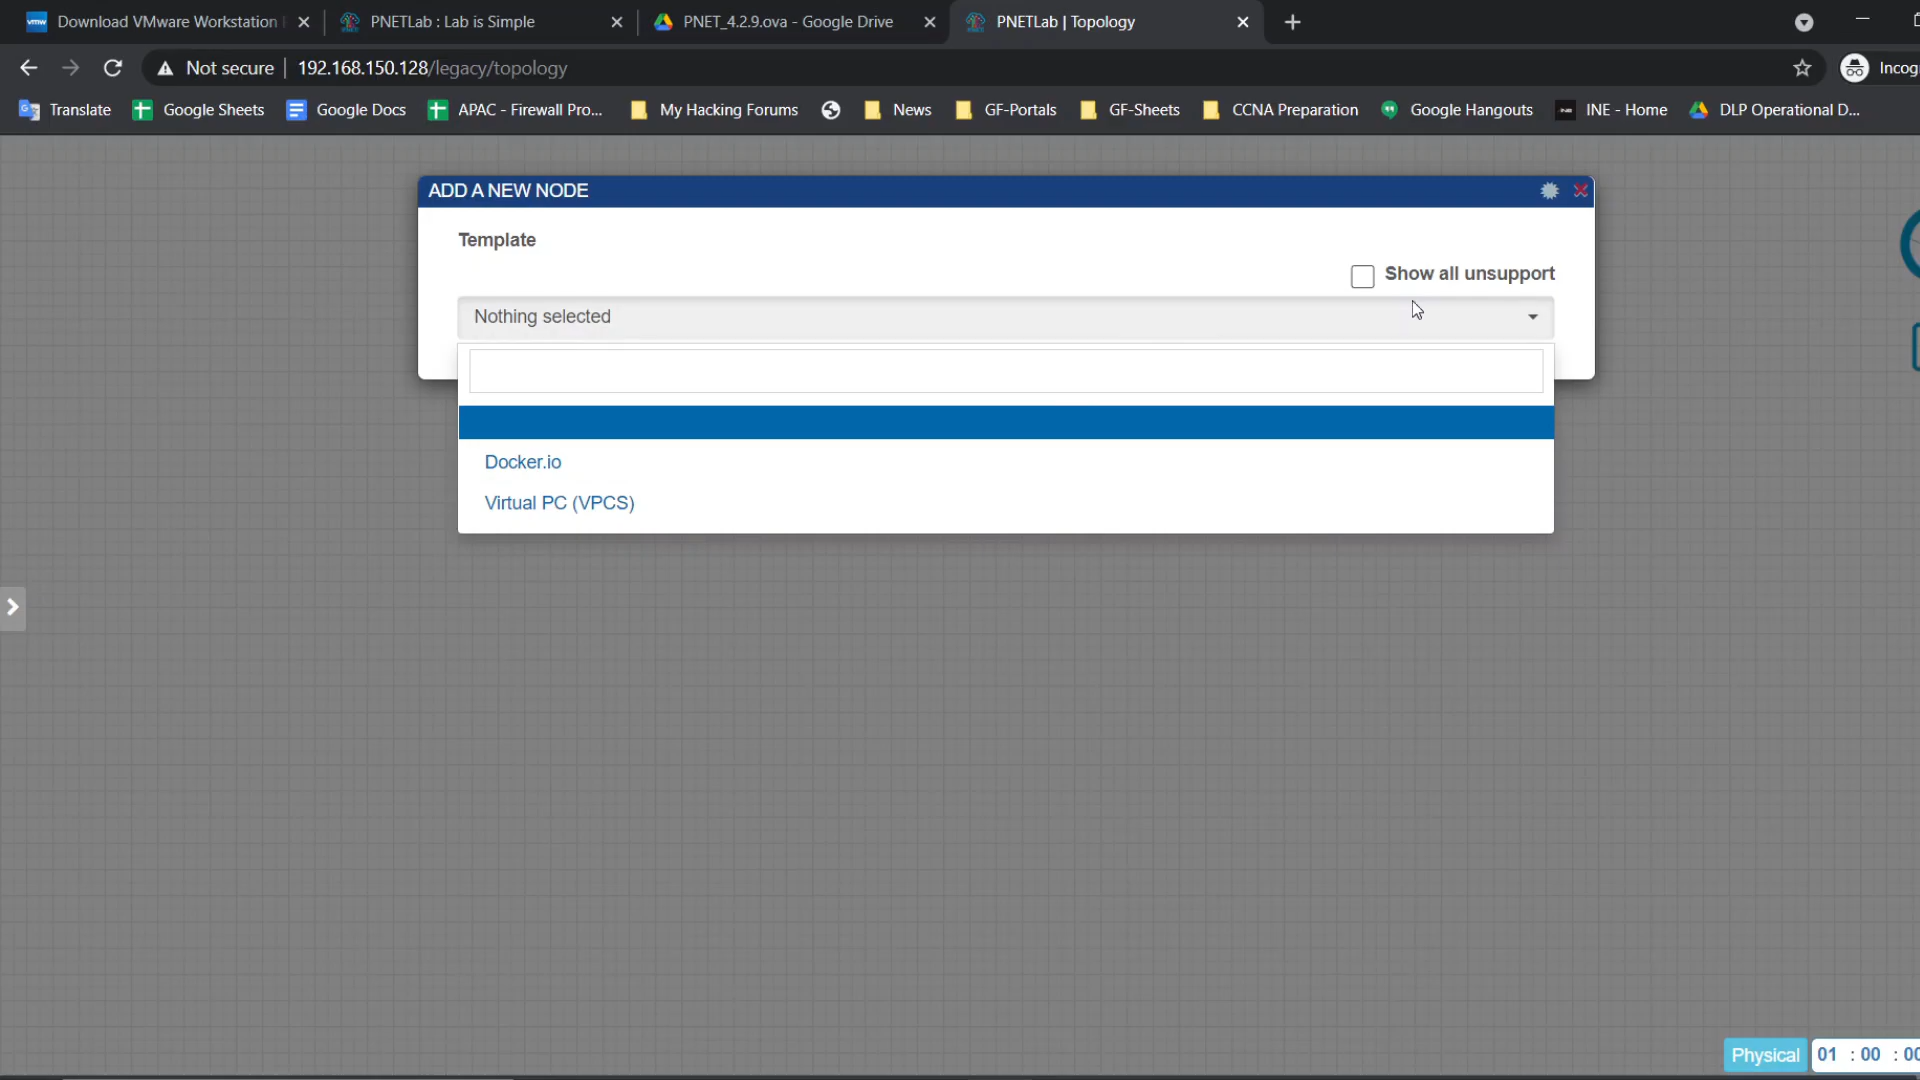 Download VMware Workstation
PNETLab : Lab is Simple
PNET_4.2.9.ova - Google Drive
PNETLab | Topology
Not secure
192.168.150.128/legacy/topology
Translate
Google Sheets
Google Docs
APAC - Firewall Pro...
My Hacking Forums
News
GF-Portals
GF-Sheets
CCNA Preparation
Google Hangouts
INE - Home
DLP Operational D...
ADD A NEW NODE
Template
Show all unsupport
Nothing selected
Docker.io
Virtual PC (VPCS)
Physical
01 : 00 : 00